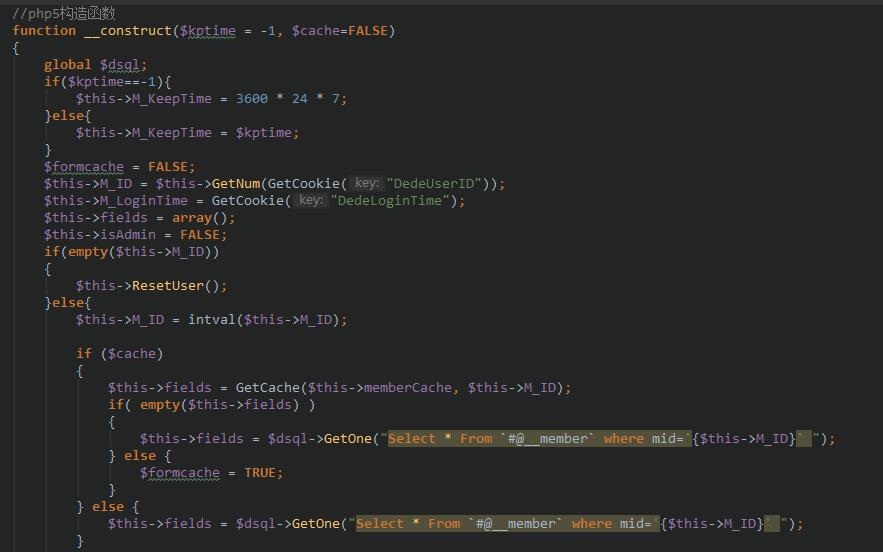 //php5构造函数
function __construct($kptime = -1, $cache=FALSE)
{
global $dsql;
if($kptime==-1){
$this->M_KeepTime = 3600 * 24 * 7;
}else{
$this->M_KeepTime = $kptime;
}
$formcache = FALSE;
$this->M_ID = $this->GetNum(GetCookie( key: "DedeUserID"));
$this->M_LoginTime = GetCookie( key: "DedeLoginTime");
$this->fields = array();
$this->isAdmin = FALSE;
if(empty($this->M_ID))
{
$this->ResetUser();
}else{
$this->M_ID = intval($this->M_ID);
if ($cache)
{
$this->fields = GetCache($this->memberCache, $this->M_ID);
if( empty($this->fields) )
{
$this->fields = $dsql->GetOne("Select * From `#@__member` where mid='{$this->M_ID}' ");
} else {
$formcache = TRUE;
}
} else {
$this->fields = $dsql->GetOne("Select * From `#@__member` where mid='{$this->M_ID}' ");
}